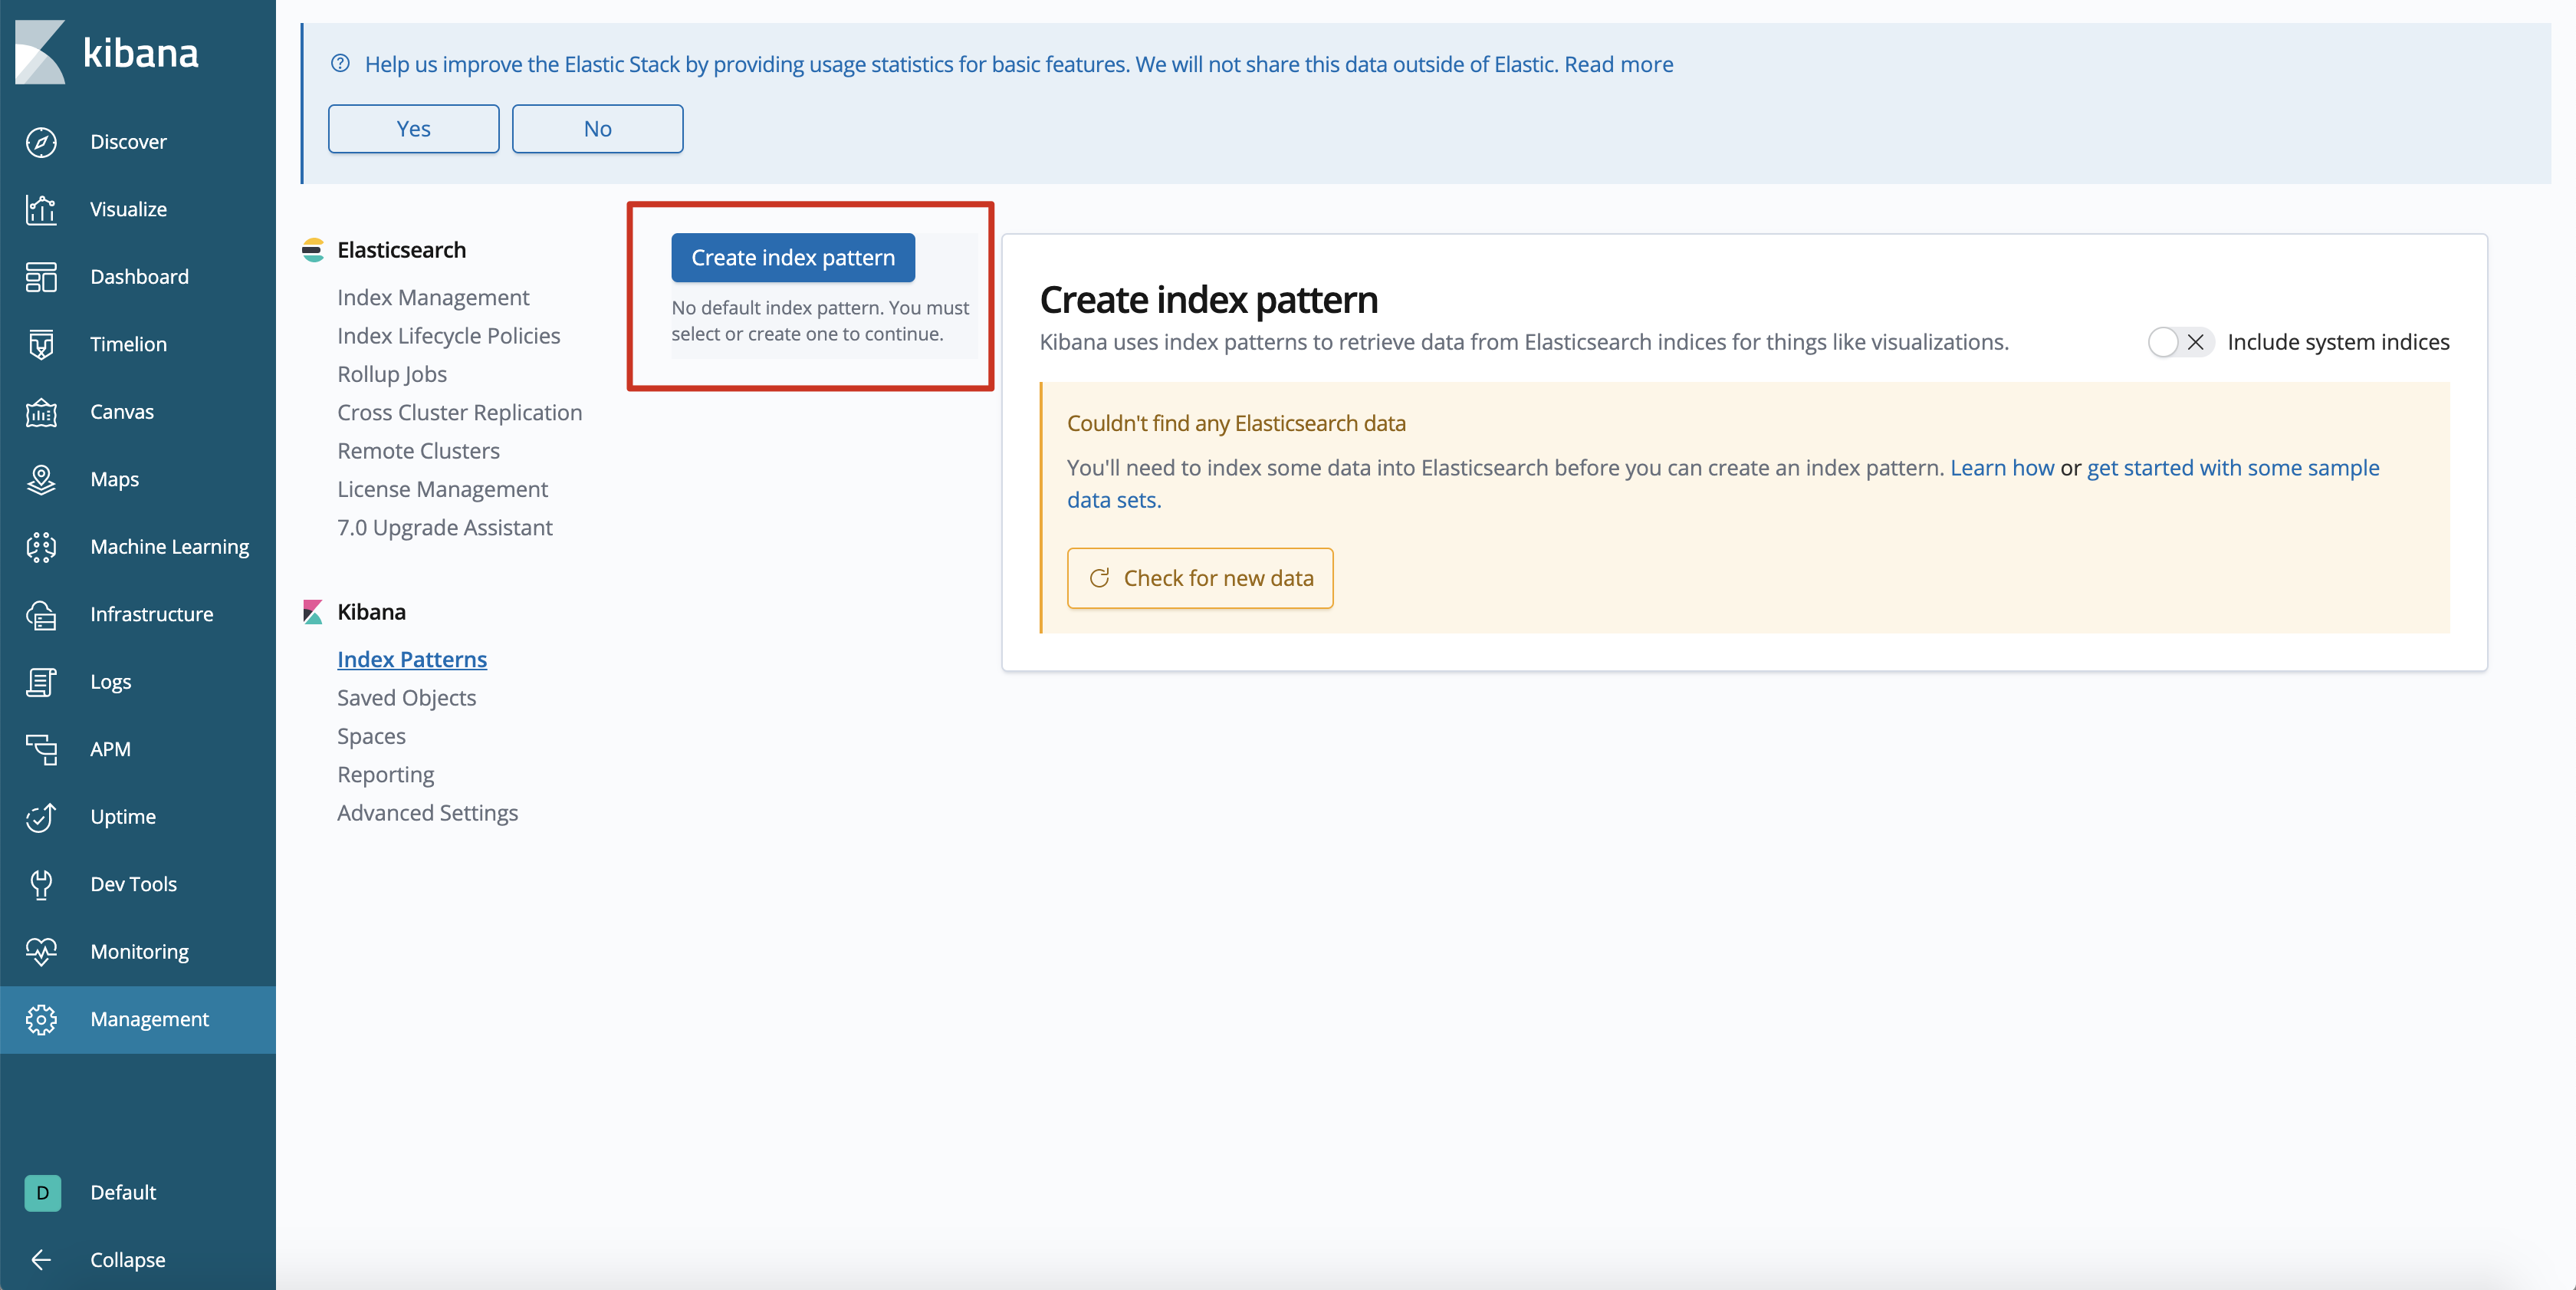 kibana
Discover
Visualize
Dashboard
Timelion
Canvas
Maps
Machine Learning
Infrastructure
Logs
APM
Uptime
Dev Tools
Monitoring
Management
D
Default
Collapse
Help us improve the Elastic Stack by providing usage statistics for basic features. We will not share this data outside of Elastic. Read more
Yes
No
Elasticsearch
Index Management
Index Lifecycle Policies
Rollup Jobs
Cross Cluster Replication
Remote Clusters
License Management
7.0 Upgrade Assistant
Kibana
Index Patterns
Saved Objects
Spaces
Reporting
Advanced Settings
Create index pattern
No default index pattern. You must
select or create one to continue.
Create index pattern
Kibana uses index patterns to retrieve data from Elasticsearch indices for things like visualizations.
Include system indices
Couldn't find any Elasticsearch data
You'll need to index some data into Elasticsearch before you can create an index pattern. Learn how or get started with some sample
data sets.
Check for new data